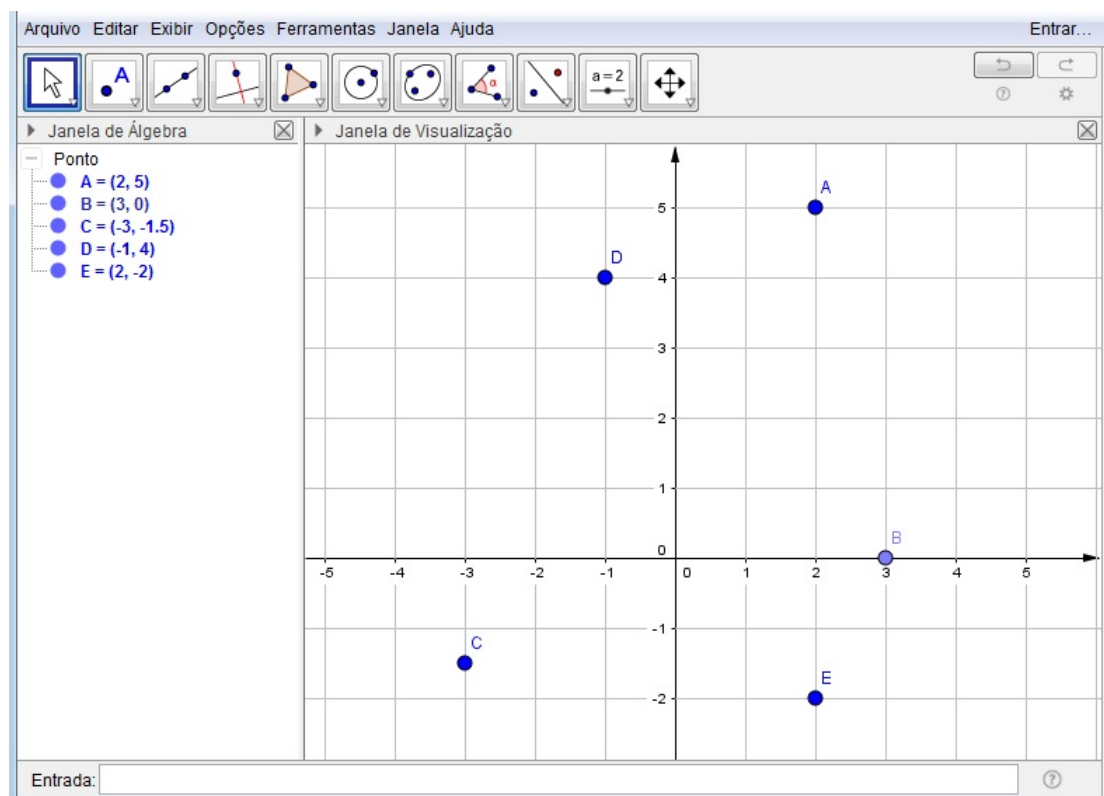 Arquivo Editar Exibir Opções Ferramentas Janela Ajuda Entrar...
A α a=2
Janela de Álgebra
Ponto
A = (2, 5)
B = (3, 0)
C = (-3, -1.5)
D = (-1, 4)
E = (2, -2)
Janela de Visualização
A
5
D
4
3
2
1
B
0
-5 -4 -3 -2 -1 0 1 2 3 4 5
-1
C
E
-2
Entrada: